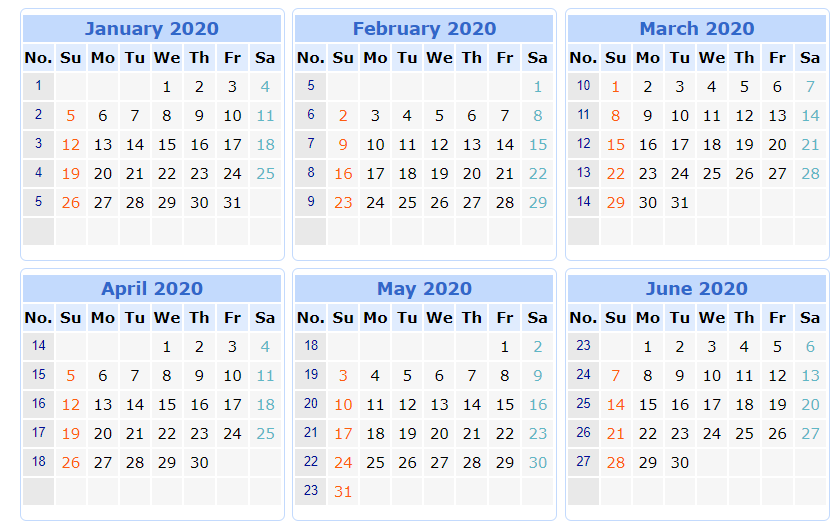 January 2020
No. Su Mo Tu We Th Fr Sa
1 1 2 3 4
2 5 6 7 8 9 10 11
3 12 13 14 15 16 17 18
4 19 20 21 22 23 24 25
5 26 27 28 29 30 31
February 2020
No. Su Mo Tu We Th Fr Sa
5 1
6 2 3 4 5 6 7 8
7 9 10 11 12 13 14 15
8 16 17 18 19 20 21 22
9 23 24 25 26 27 28 29
March 2020
No. Su Mo Tu We Th Fr Sa
10 1 2 3 4 5 6 7
11 8 9 10 11 12 13 14
12 15 16 17 18 19 20 21
13 22 23 24 25 26 27 28
14 29 30 31
April 2020
No. Su Mo Tu We Th Fr Sa
14 1 2 3 4
15 5 6 7 8 9 10 11
16 12 13 14 15 16 17 18
17 19 20 21 22 23 24 25
18 26 27 28 29 30
May 2020
No. Su Mo Tu We Th Fr Sa
18 1 2
19 3 4 5 6 7 8 9
20 10 11 12 13 14 15 16
21 17 18 19 20 21 22 23
22 24 25 26 27 28 29 30
23 31
June 2020
No. Su Mo Tu We Th Fr Sa
23 1 2 3 4 5 6
24 7 8 9 10 11 12 13
25 14 15 16 17 18 19 20
26 21 22 23 24 25 26 27
27 28 29 30